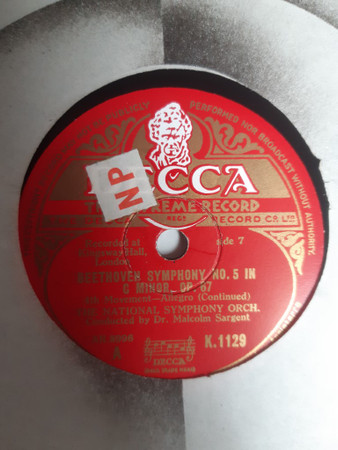 PUBLICLY PERFORMED NOR BROADCAST WITHOUT AUTHORITY.
DECCA
NP
SUPREME RECORD
REGD
RECORD CO. LTD.
Recorded at
Kingsway Hall,
London.
side 7
BEETHOVEN SYMPHONY NO. 5 IN
C MINOR, OP. 67
4th Movement—Allegro (Continued)
THE NATIONAL SYMPHONY ORCH.
Conducted by Dr. Malcolm Sargent
A
K.1129
DECCA